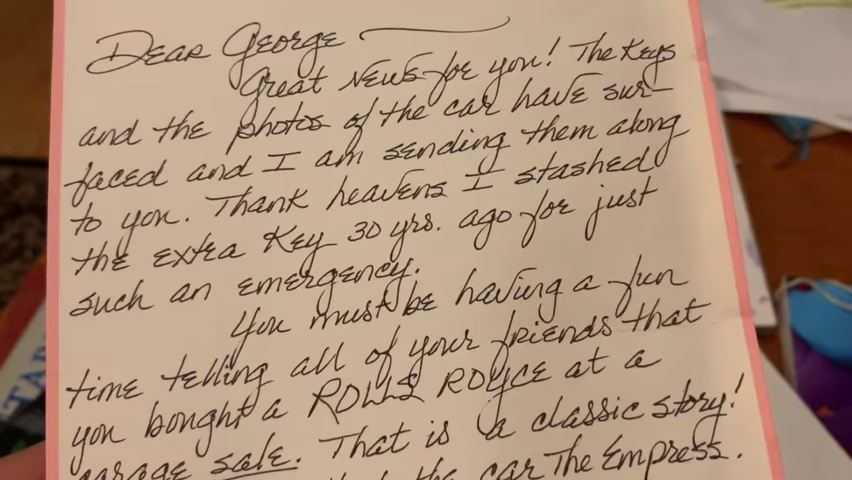 Dear George
Great News for you! The Keys
and the photos of the car have sur-
faced and I am sending them along
to you. Thank heavens I stashed
the extra Key 30 yrs. ago for just
such an emergency.
You must be having a fun
time telling all of your friends that
you bought a ROLLS ROYCE at a
garage sale. That is a classic story!
the car The Empress.
TAR